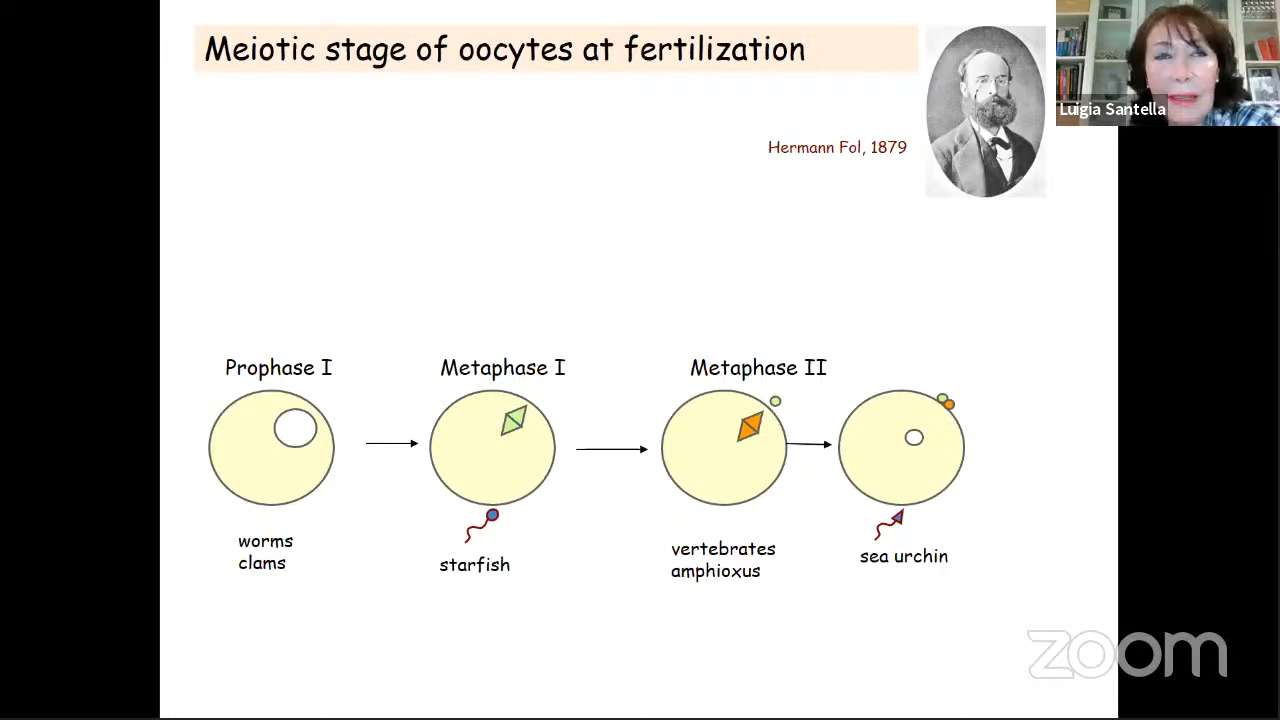 Meiotic stage of oocytes at fertilization
Luigia Santella
Hermann Fol, 1879
Prophase I
Metaphase I
Metaphase II
worms
clams
starfish
vertebrates
amphioxus
sea urchin
zoom